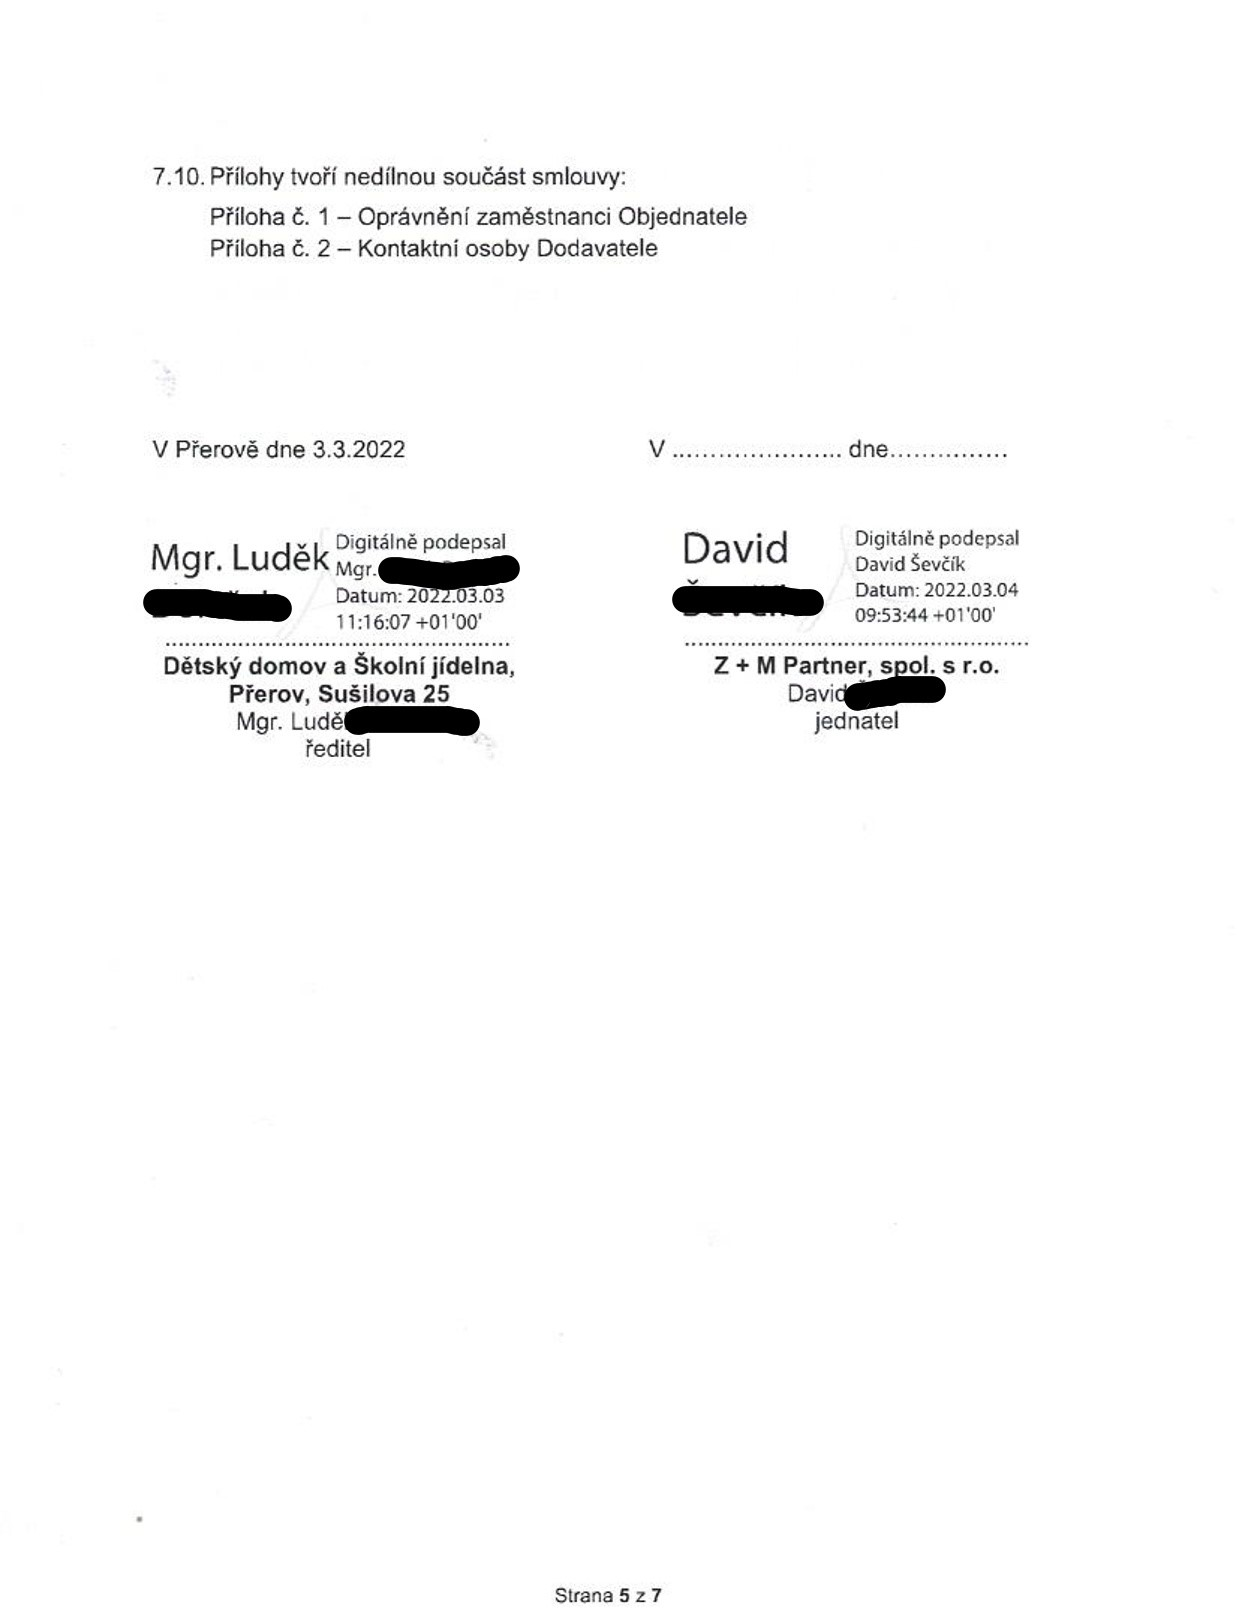 7.10. Přílohy tvoří nedílnou součást smlouvy:
Příloha č. 1 – Oprávnění zaměstnanci Objednatele
Příloha č. 2 – Kontaktní osoby Dodavatele
V Přerově dne 3.3.2022
V ....................... dne...............
Mgr. Luděk
Digitálně podepsal
Mgr.
Datum: 2022.03.03
11:16:07 +01'00'
David
Digitálně podepsal
David Ševčík
Datum: 2022.03.04
09:53:44 +01'00'
Dětský domov a Školní jídelna,
Přerov, Sušilova 25
Mgr. Ludě
ředitel
Z + M Partner, spol. s r.o.
David
jednatel
Strana 5 z 7